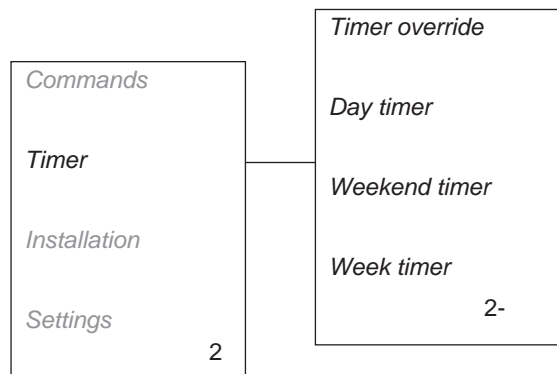 Commands
Timer
Installation
Settings
2
Timer override
Day timer
Weekend timer
Week timer
2-